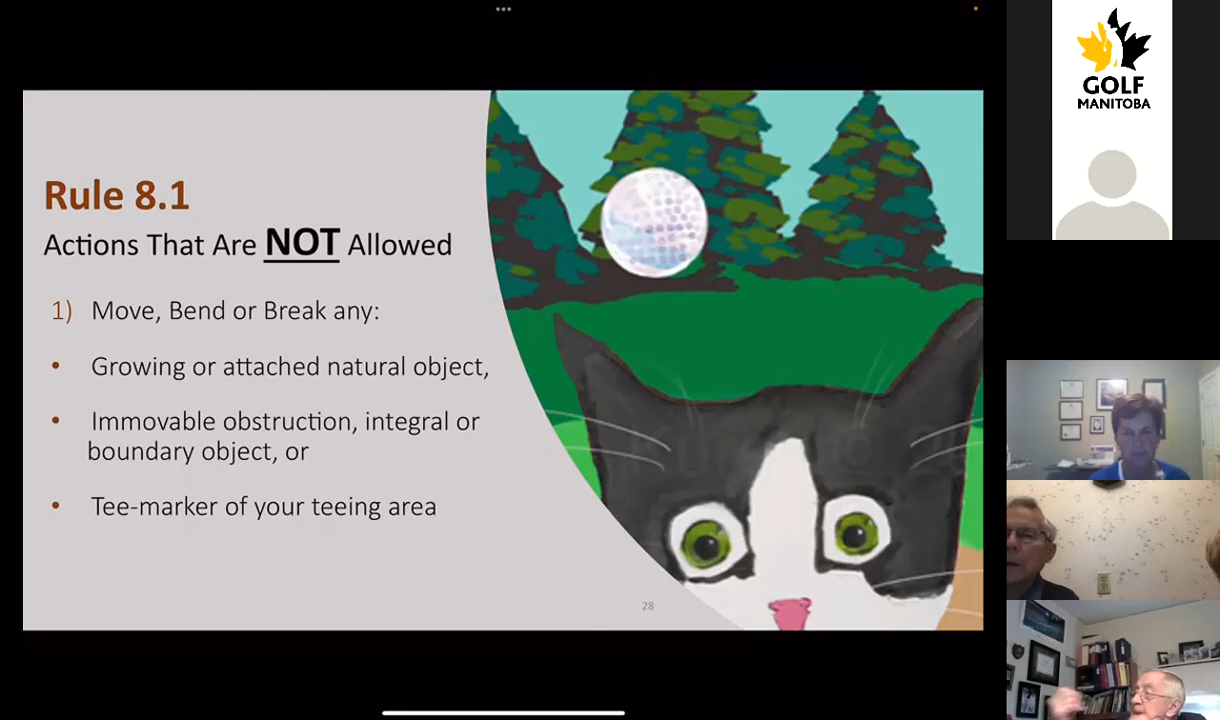 Rule 8.1
Actions That Are NOT Allowed
1) Move, Bend or Break any:
• Growing or attached natural object,
• Immovable obstruction, integral or
boundary object, or
• Tee-marker of your teeing area
28
GOLF
MANITOBA